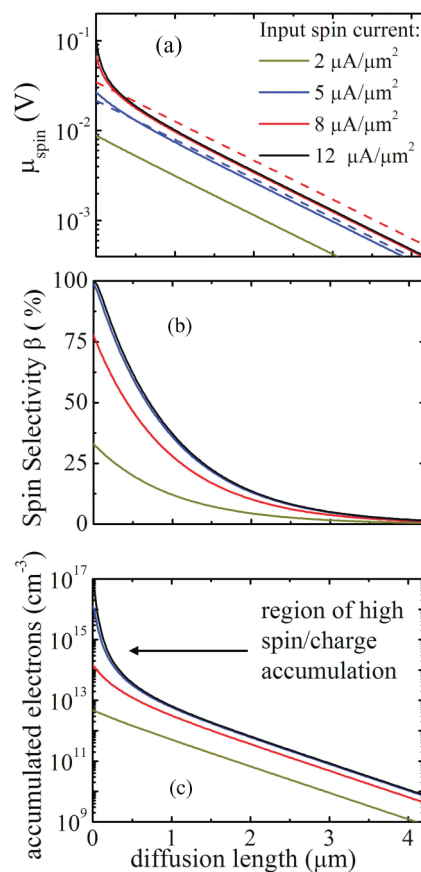 (a)
Input spin current:
2 μA/μm²
5 μA/μm²
8 μA/μm²
12 μA/μm²
10⁻¹
10⁻²
10⁻³
μspin (V)
(b)
100
75
50
25
0
Spin Selectivity β ( %)
10¹⁷
10¹⁵
10¹³
10¹¹
10⁹
accumulated electrons (cm⁻³)
region of high
spin/charge
accumulation
(c)
0 1 2 3 4
diffusion length (μm)